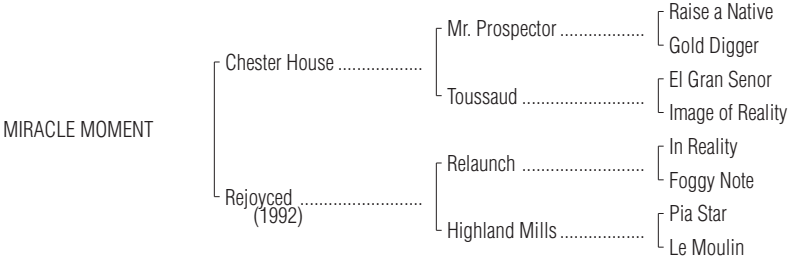 Raise a Native
Mr. Prospector ..................
Gold Digger
Chester House ..................
El Gran Senor
Toussaud ..........................
Image of Reality
MIRACLE MOMENT
In Reality
Relaunch ..........................
Foggy Note
Rejoyced ..........................
(1992)
Pia Star
Highland Mills ..................
Le Moulin